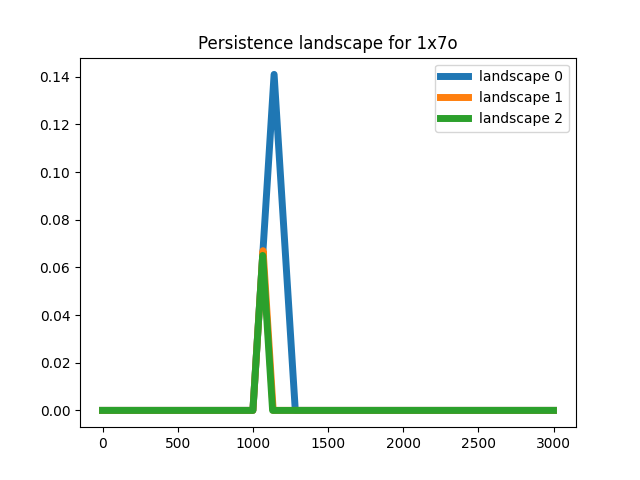 Persistence landscape for 1x7o
landscape 0
landscape 1
landscape 2
0.14
0.12
0.10
0.08
0.06
0.04
0.02
0.00
0 500 1000 1500 2000 2500 3000